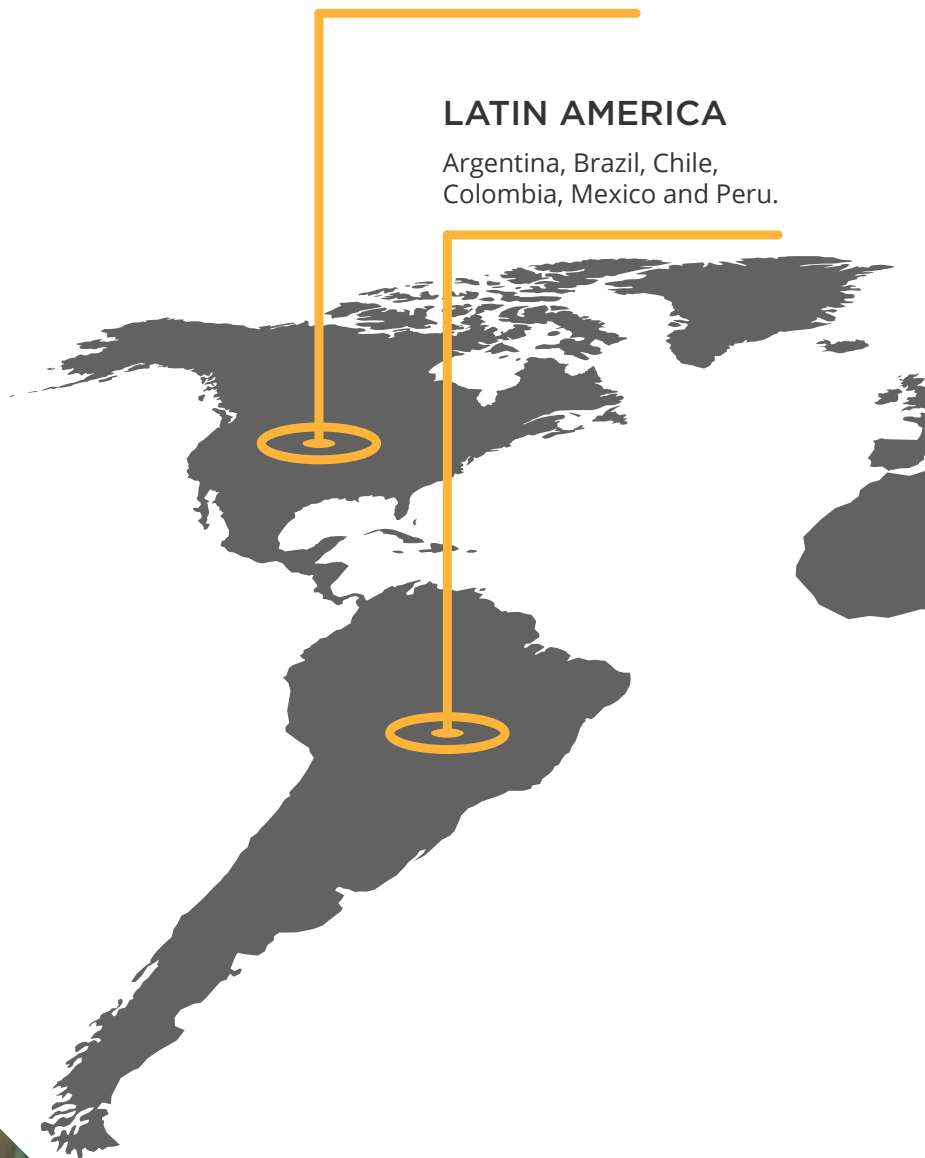 LATIN AMERICA
Argentina, Brazil, Chile,
Colombia, Mexico and Peru.